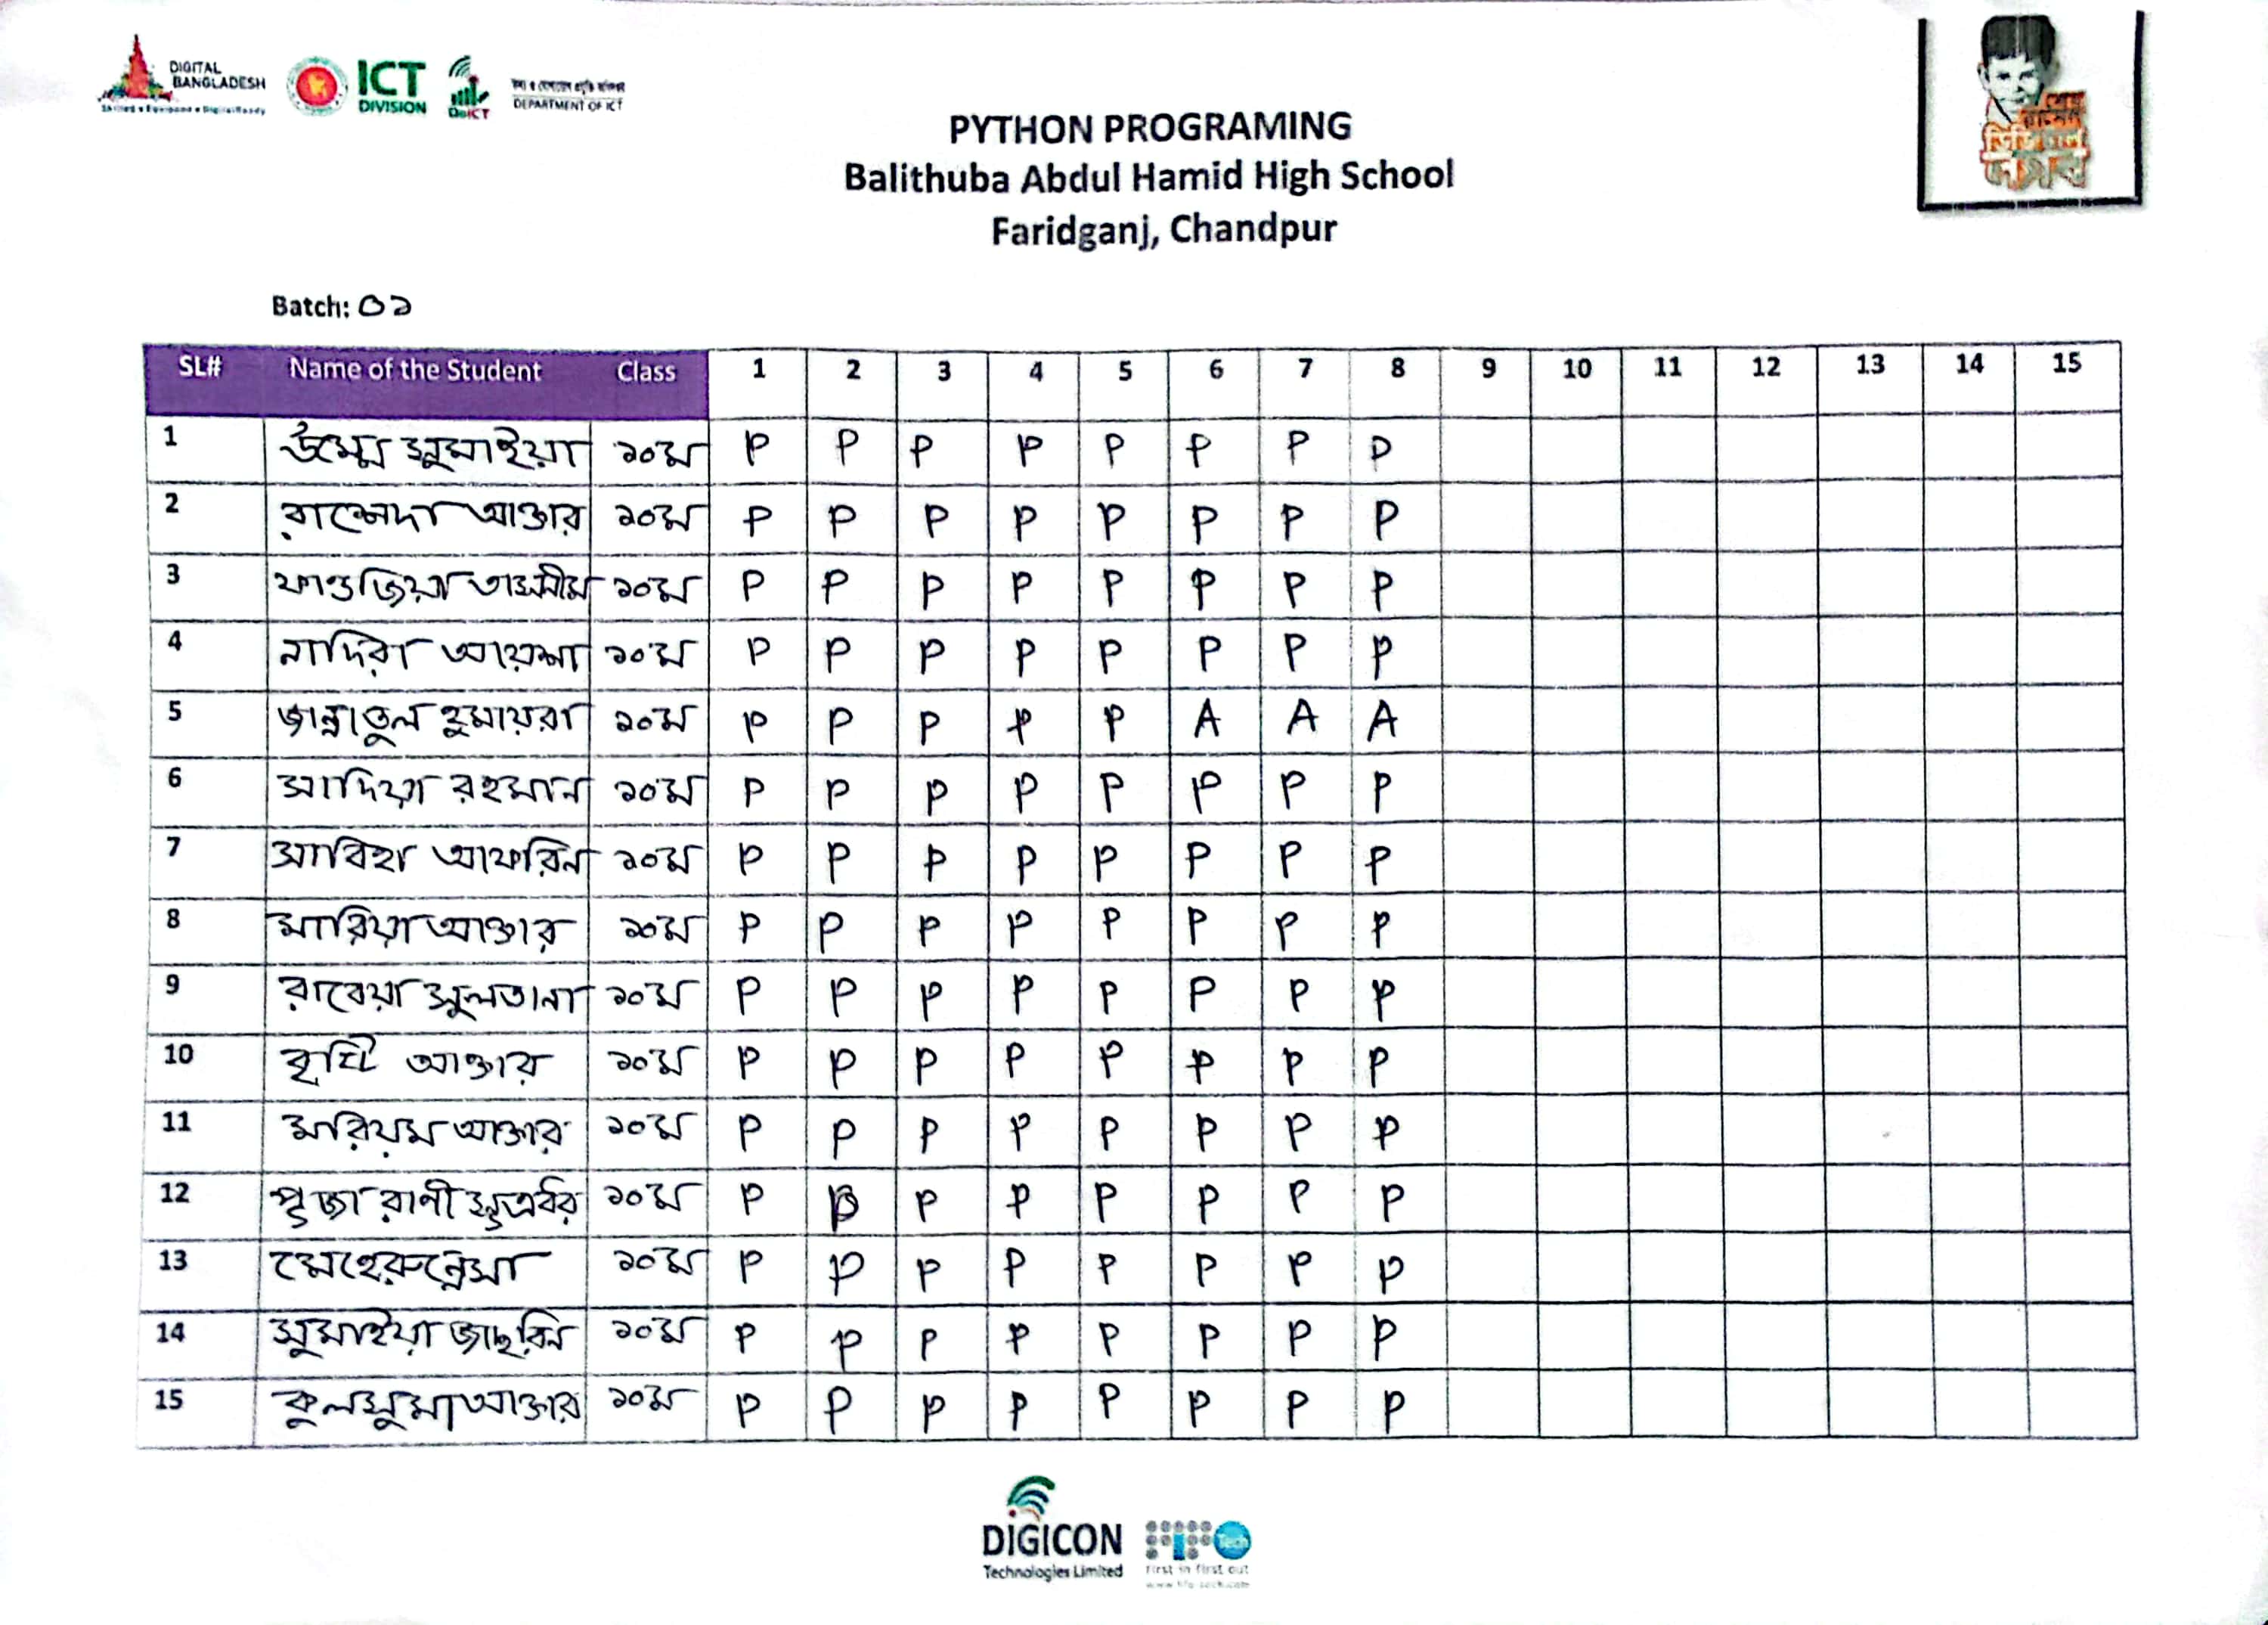 DIGITAL
BANGLADESH
ICT
DIVISION
DoICT
DEPARTMENT OF ICT
PYTHON PROGRAMING
Balithuba Abdul Hamid High School
Faridganj, Chandpur
Batch: ০১
SL# Name of the Student Class 1 2 3 4 5 6 7 8 9 10 11 12 13 14 15
1 উম্মে সুমাইয়া ১০ম P P P P P P P P
2 রাশেদা আক্তার ১০ম P P P P P P P P
3 ফাওজিয়া তাসনীম ১০ম P P P P P P P P
4 নাদিরা আয়েশা ১০ম P P P P P P P P
5 জান্নাতুল হুমায়রা ১০ম P P P P P A A A
6 সাদিয়া রহমান ১০ম P P P P P P P P
7 সাবিহা আফরিন ১০ম P P P P P P P P
8 মারিয়া আক্তার ১০ম P P P P P P P P
9 রাবেয়া সুলতানা ১০ম P P P P P P P P
10 বৃষ্টি আক্তার ১০ম P P P P P P P P
11 মরিয়ম আক্তার ১০ম P P P P P P P P
12 পূজা রাণী সূত্রধর ১০ম P P P P P P P P
13 মেহেরুন্নেসা ১০ম P P P P P P P P
14 সুমাইয়া জাহরিন ১০ম P P P P P P P P
15 কুলসুমা আক্তার ১০ম P P P P P P P P
DIGICON
Technologies Limited
Tech
First in first out